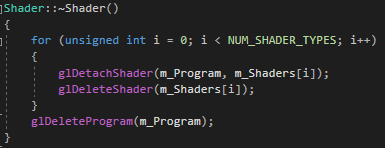 Shader::~Shader()
{
for (unsigned int i = 0; i < NUM_SHADER_TYPES; i++)
{
glDetachShader(m_Program, m_Shaders[i]);
glDeleteShader(m_Shaders[i]);
}
glDeleteProgram(m_Program);
}